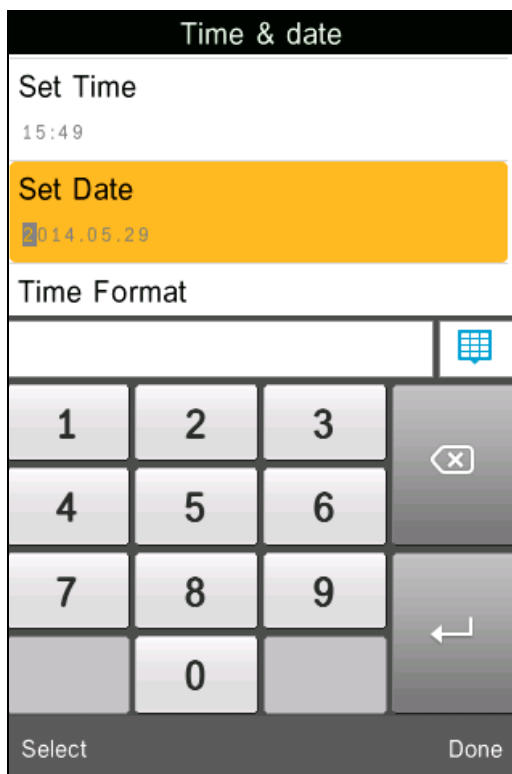 Time & date
Set Time
15:49
Set Date
2014.05.29
Time Format
1 2 3
4 5 6
7 8 9
0
Select Done